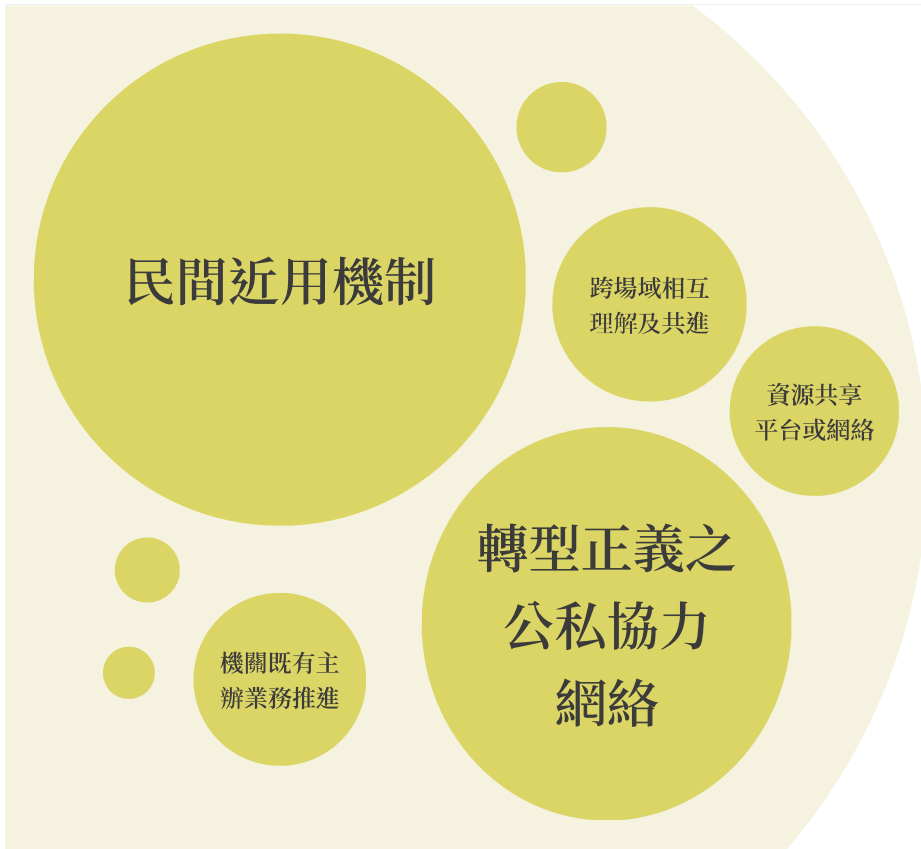 民間近用機制
跨場域相互
理解及共進
資源共享
平台或網絡
轉型正義之
公私協力
網絡
機關既有主
辦業務推進